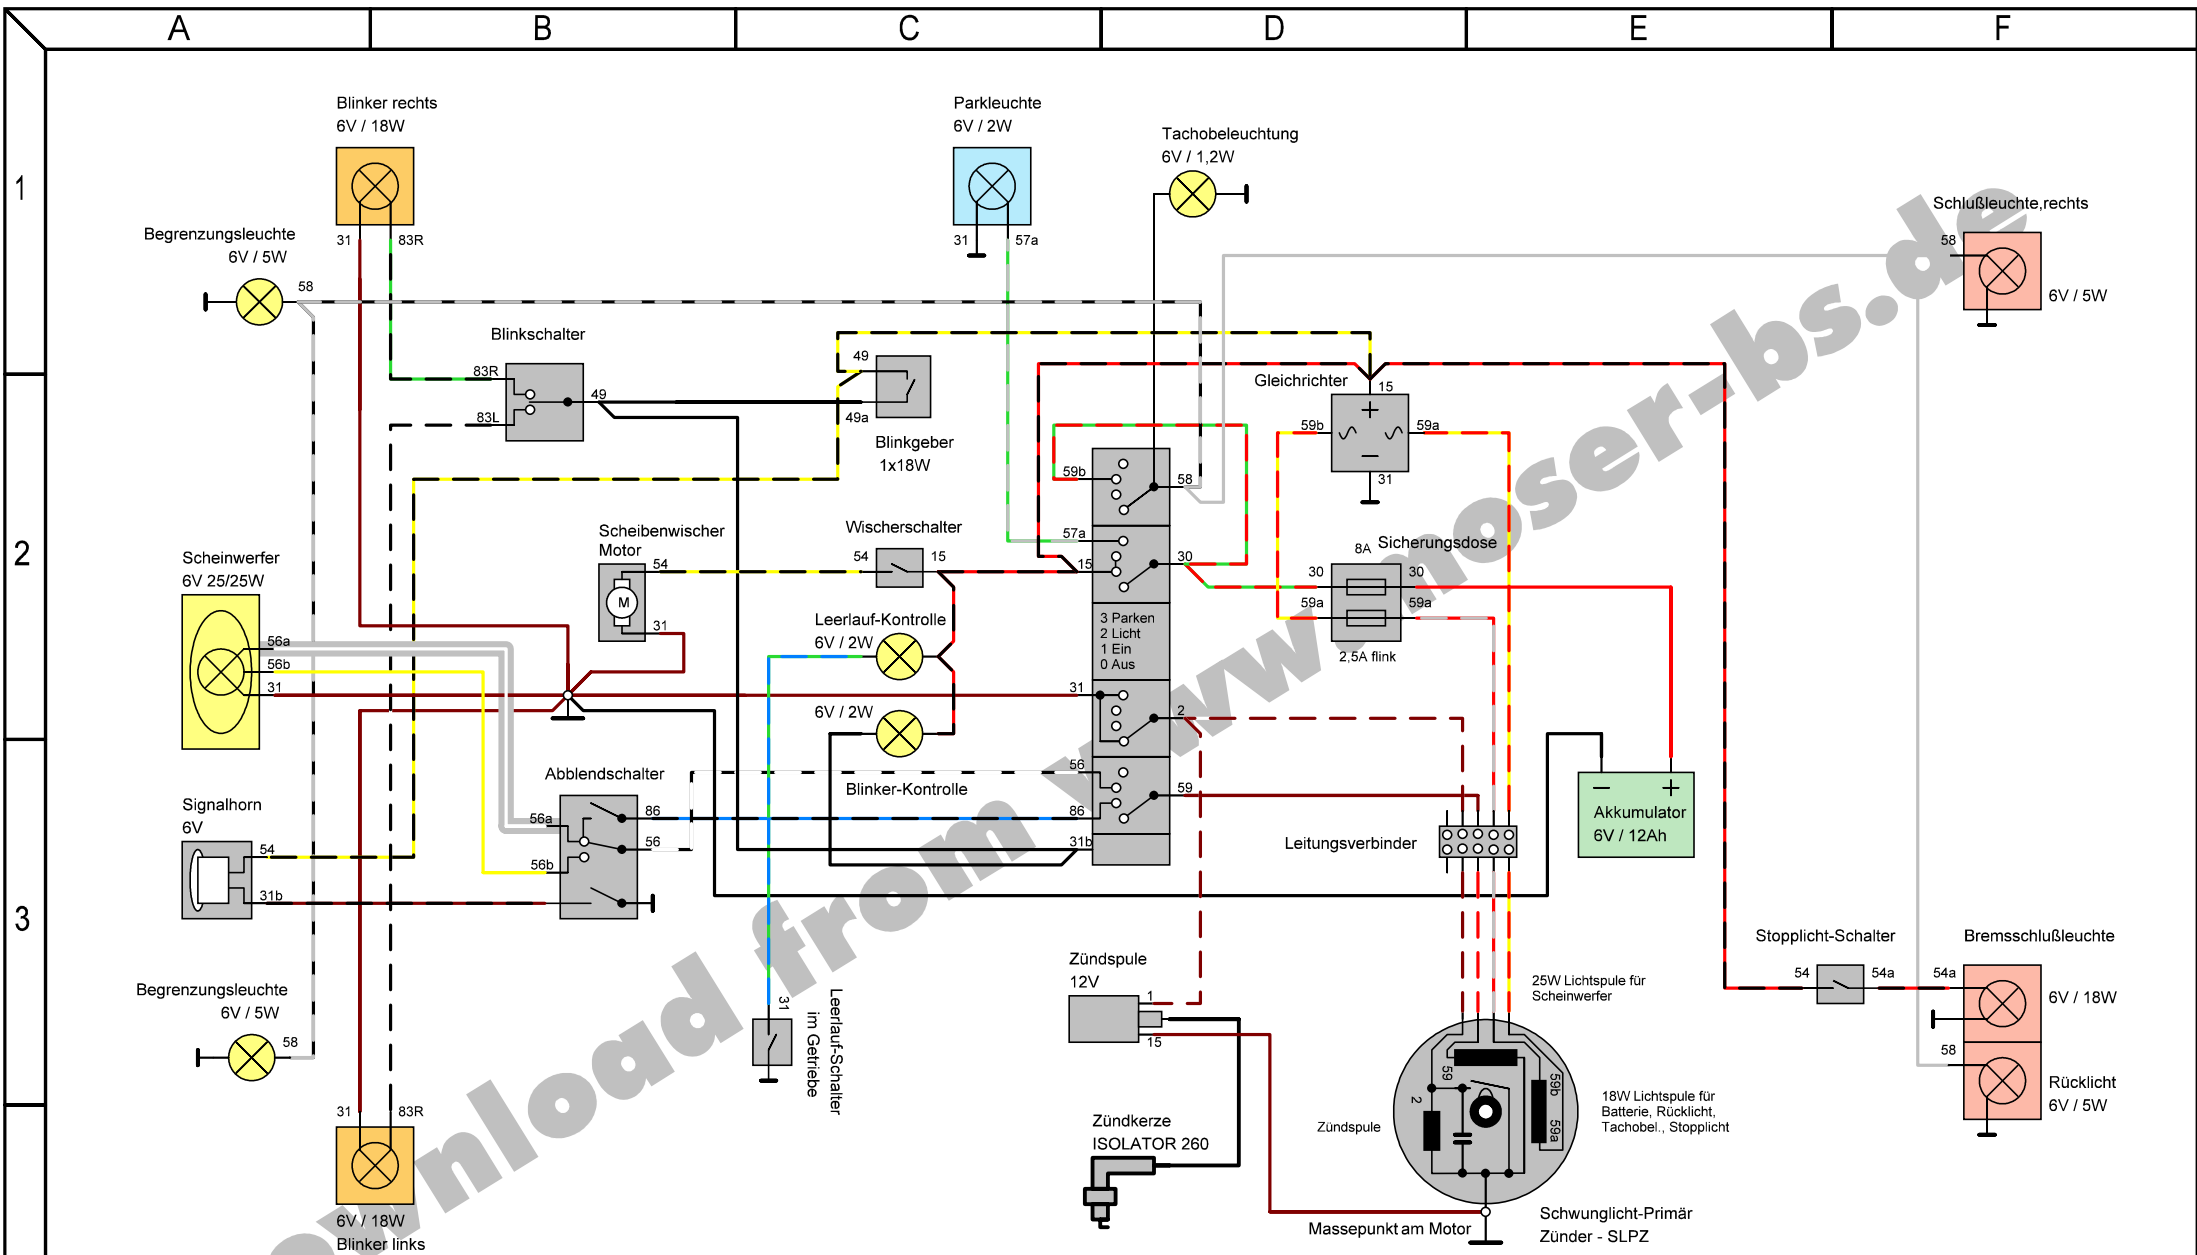 A B C D E F
1
2
3
Blinker rechts
6V / 18W
31
83R
Begrenzungsleuchte
6V / 5W
58
Parkleuchte
6V / 2W
31
57a
Tachobeleuchtung
6V / 1,2W
Schlußleuchte,rechts
58
6V / 5W
Blinkschalter
83R
83L
49
49
49a
Blinkgeber
1x18W
Gleichrichter
15
59b
59a
31
59b
58
57a
15
30
3 Parken
2 Licht
1 Ein
0 Aus
31
2
56
59
86
31b
8A
Sicherungsdose
30
30
59a
59a
2,5A flink
Scheinwerfer
6V 25/25W
56a
56b
31
Scheibenwischer
Motor
54
M
31
Wischerschalter
54
15
Leerlauf-Kontrolle
6V / 2W
6V / 2W
Blinker-Kontrolle
Signalhorn
6V
54
31b
Abblendschalter
56a
86
56
56b
Leitungsverbinder
Akkumulator
6V / 12Ah
Begrenzungsleuchte
6V / 5W
58
31
Leerlauf-Schalter
im Getriebe
Zündspule
12V
1
15
Zündkerze
ISOLATOR 260
25W Lichtspule für
Scheinwerfer
59
59b
59a
2
Zündspule
18W Lichtspule für
Batterie, Rücklicht,
Tachobel., Stopplicht
Massepunkt am Motor
Schwunglicht-Primär
Zünder - SLPZ
Stopplicht-Schalter
54
54a
Bremsschlußleuchte
54a
6V / 18W
58
Rücklicht
6V / 5W
31
83R
6V / 18W
Blinker links
ownload from www.moser-bs.de